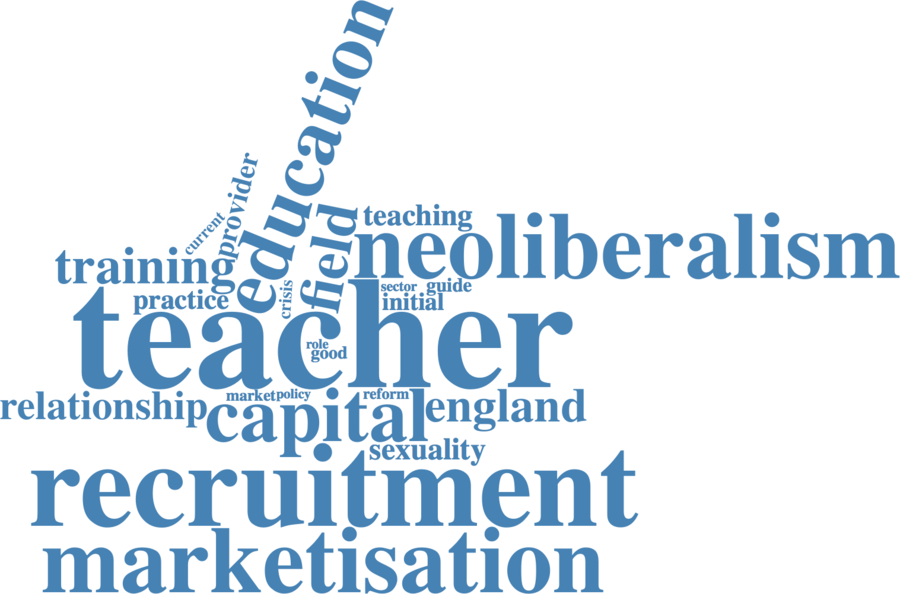 education
provider
current
teaching
field
neoliberalism
training
practice
crisis
sector
guide
initial
teacher
role
good
relationship
market
policy
capital
reform
england
sexuality
recruitment
marketisation